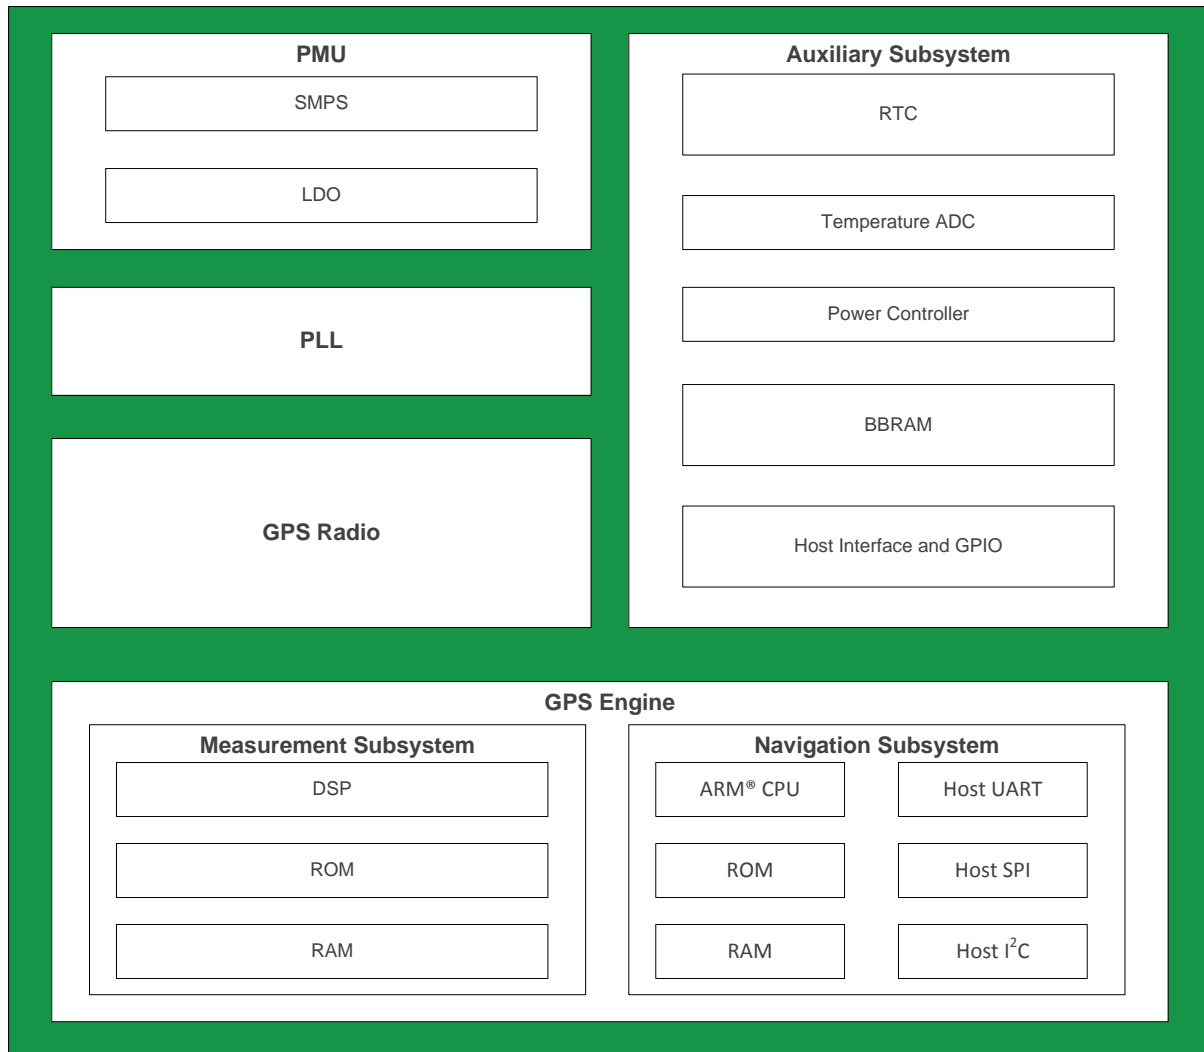 PMU
SMPS
LDO
PLL
GPS Radio
Auxiliary Subsystem
RTC
Temperature ADC
Power Controller
BBRAM
Host Interface and GPIO
GPS Engine
Measurement Subsystem
DSP
ROM
RAM
Navigation Subsystem
ARM® CPU
Host UART
ROM
Host SPI
RAM
Host I²C